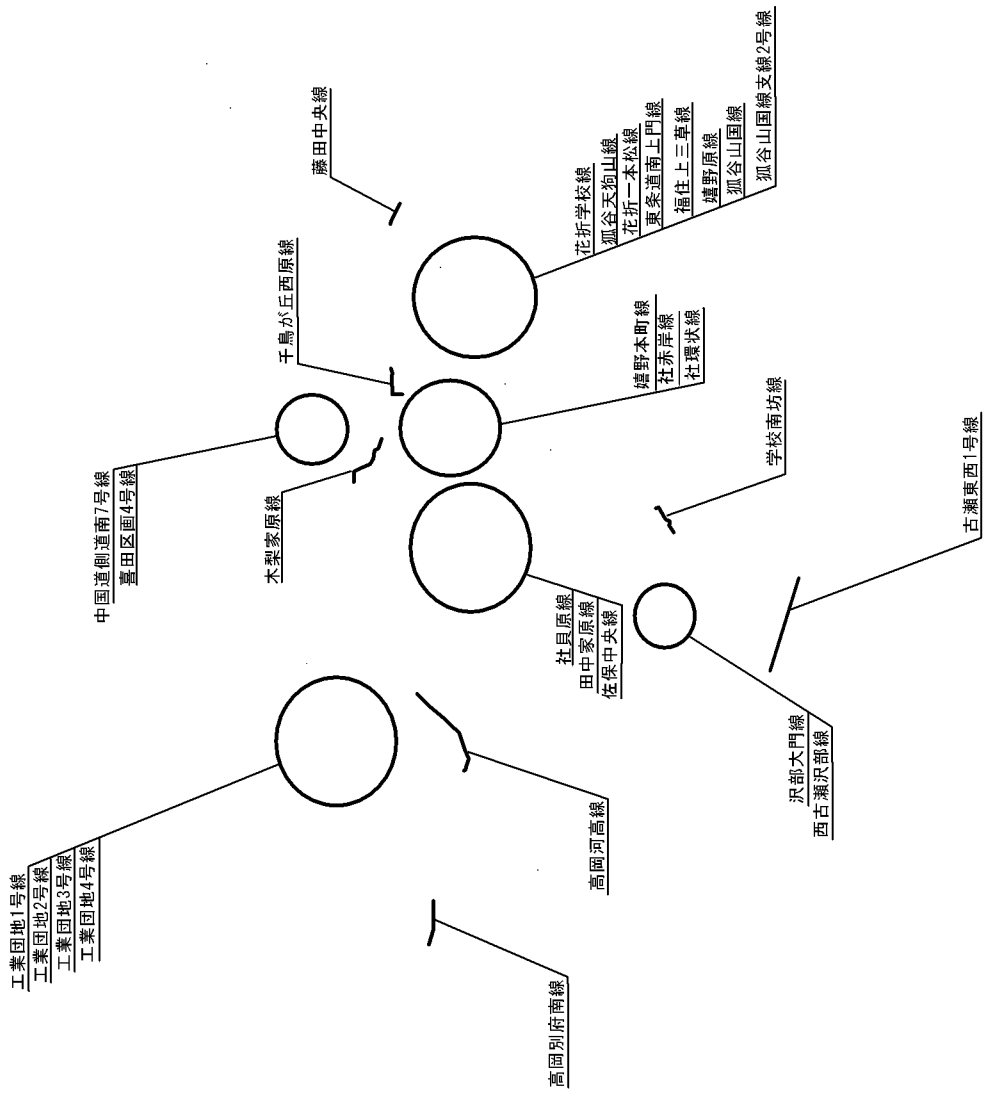 工業団地1号線
工業団地2号線
工業団地3号線
工業団地4号線
中国道側道南7号線
喜田区画4号線
木梨家原線
千鳥が丘西原線
藤田中央線
高岡別府南線
高岡河高線
社貝原線
田中家原線
佐保中央線
嬉野本町線
社赤岸線
社環状線
花折学校線
狐谷天狗山線
花折一本松線
東条道南上門線
福住上三草線
嬉野原線
狐谷山国線
狐谷山国線支線2号線
沢部大門線
西古瀬沢部線
学校南坊線
古瀬東西1号線